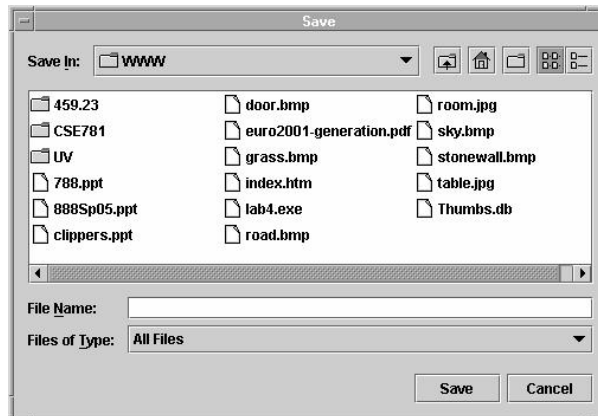 Save
Save In: WWW
459.23
CSE781
UV
788.ppt
888Sp05.ppt
clippers.ppt
door.bmp
euro2001-generation.pdf
grass.bmp
index.htm
lab4.exe
road.bmp
room.jpg
sky.bmp
stonewall.bmp
table.jpg
Thumbs.db
File Name:
Files of Type: All Files
Save Cancel